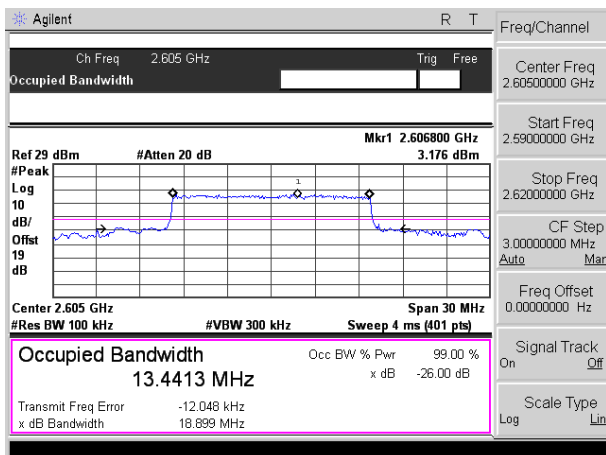 Agilent R T
Ch Freq 2.605 GHz Trig Free
Occupied Bandwidth
Mkr1 2.606800 GHz
Ref 29 dBm #Atten 20 dB 3.176 dBm
#Peak
Log
10
dB/
Offst
19
dB
1
Center 2.605 GHz Span 30 MHz
#Res BW 100 kHz #VBW 300 kHz Sweep 4 ms (401 pts)
Occupied Bandwidth Occ BW % Pwr 99.00 %
13.4413 MHz x dB -26.00 dB
Transmit Freq Error -12.048 kHz
x dB Bandwidth 18.899 MHz
Freq/Channel
Center Freq
2.60500000 GHz
Start Freq
2.59000000 GHz
Stop Freq
2.62000000 GHz
CF Step
3.00000000 MHz
Auto Man
Freq Offset
0.00000000 Hz
Signal Track
On Off
Scale Type
Log Lin